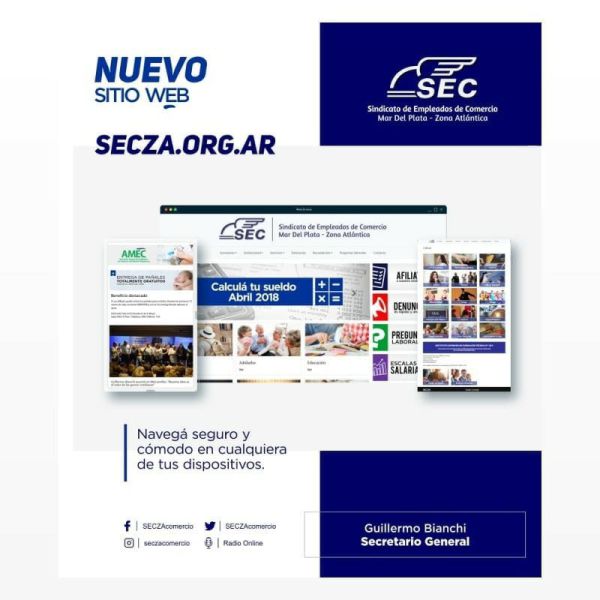 NUEVO
SITIO WEB
SECZA.ORG.AR
SEC
Sindicato de Empleados de Comercio
Mar Del Plata - Zona Atlántica
SEC
Sindicato de Empleados de Comercio
Mar Del Plata - Zona Atlántica
AMEC
ENTREGA DE PAÑALES
TOTALMENTE GRATUITOS
Beneficio destacado
Calculá tu sueldo
Abril 2018
AFILIA
DENUNC
PREGUN
LABORAL
ESCALAS
SALARIA
Jubilados
Educación
Navegá seguro y
cómodo en cualquiera
de tus dispositivos.
SECZAcomercio
SECZAcomercio
seczacomercio
Radio Online
Guillermo Bianchi
Secretario General